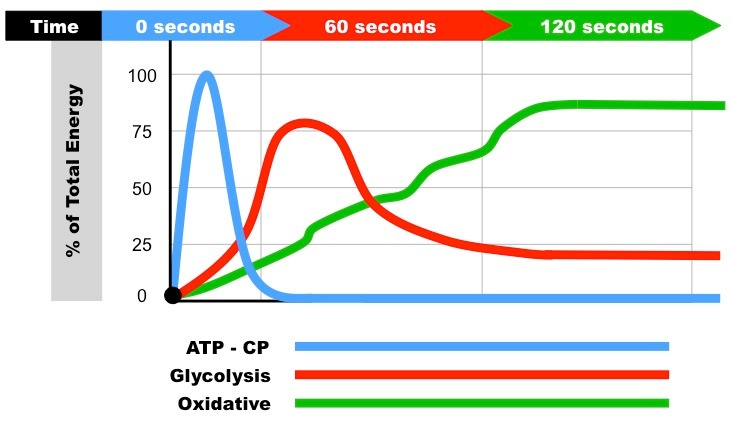 Time 0 seconds 60 seconds 120 seconds
% of Total Energy
100
75
50
25
0
ATP - CP
Glycolysis
Oxidative